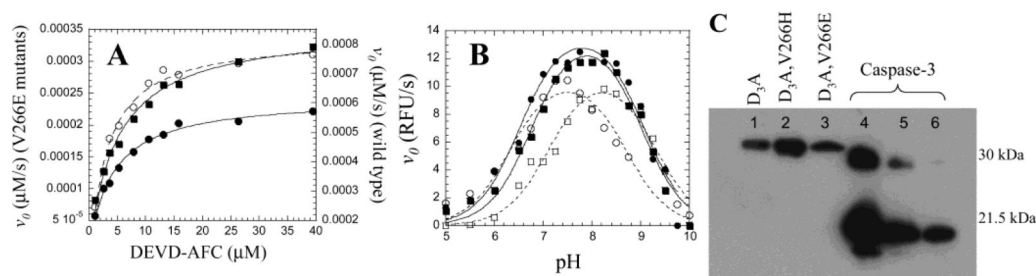 A
v0 (µM/s) (V266E mutants)
0.00035
0.0003
0.00025
0.0002
0.00015
0.0001
5 10-5
0.0008
0.0007
0.0006
0.0005
0.0004
0.0003
0.0002
v0 (µM/s) (wild type)
0 5 10 15 20 25 30 35 40
DEVD-AFC (µM)
B
v0 (RFU/s)
14
12
10
8
6
4
2
0
5 6 7 8 9 10
pH
C
D3A
D3A,V266H
D3A,V266E
Caspase-3
1 2 3 4 5 6
30 kDa
21.5 kDa